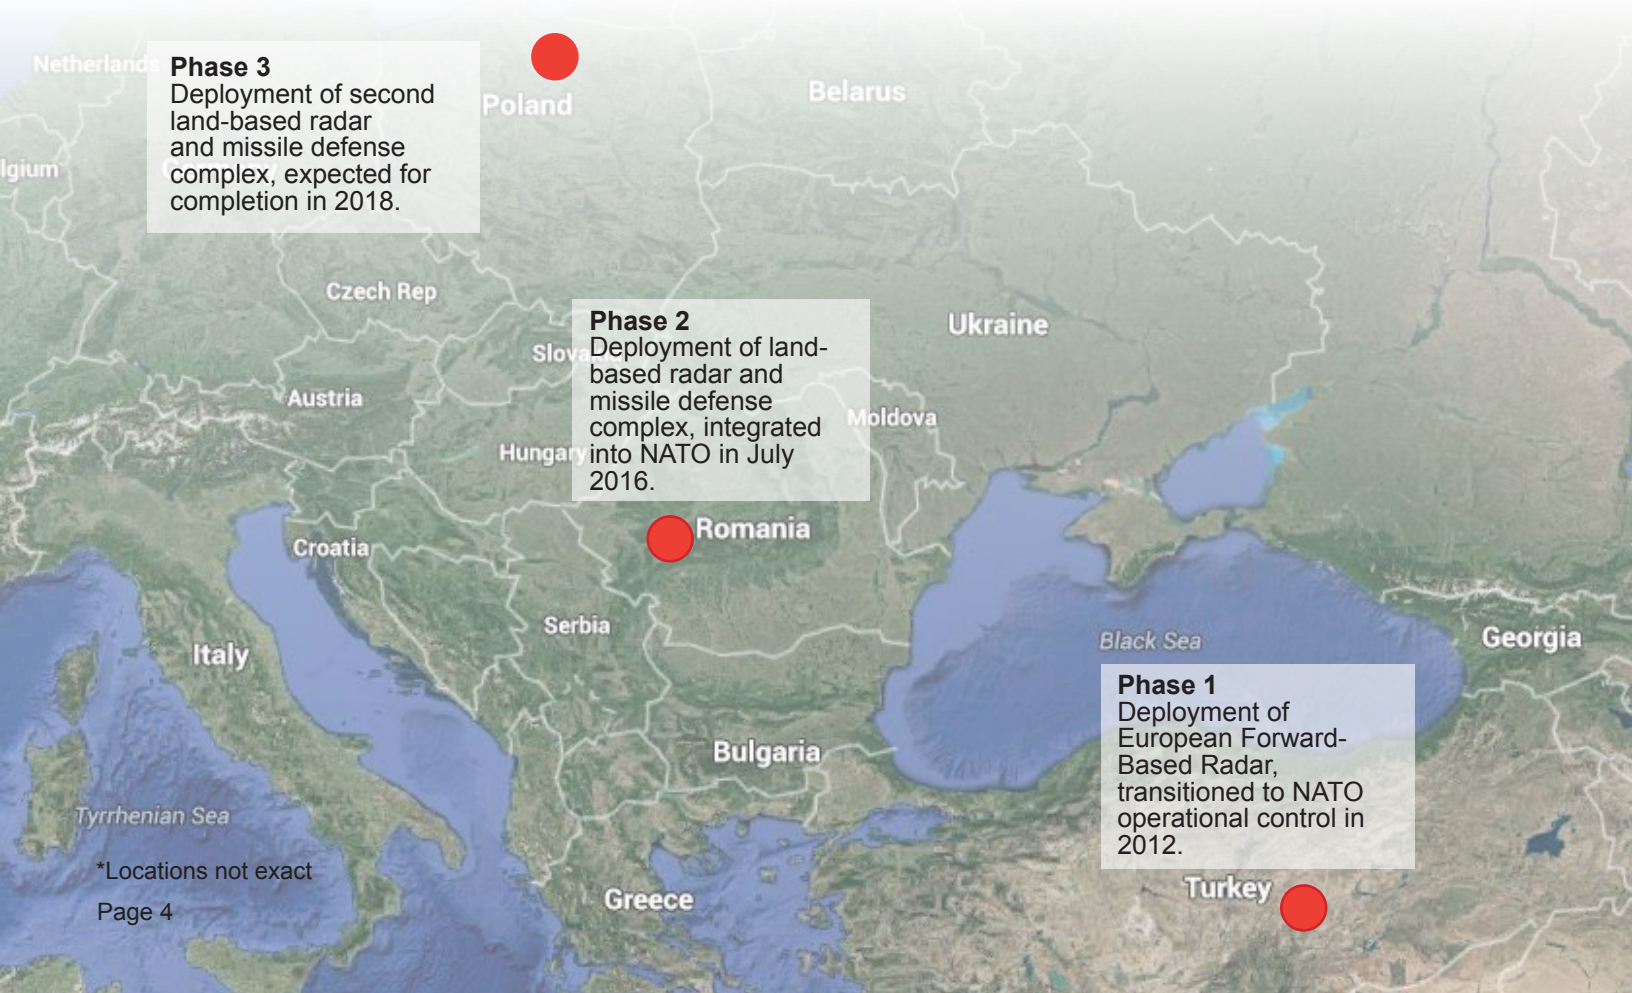 Netherlands
Phase 3
Deployment of second
land-based radar
and missile defense
complex, expected for
completion in 2018.
Poland
Belarus
lgium
Germany
Czech Rep
Phase 2
Deployment of land-
based radar and
missile defense
complex, integrated
into NATO in July
2016.
Ukraine
Slovakia
Austria
Moldova
Hungary
Romania
Croatia
Serbia
Italy
Black Sea
Georgia
Phase 1
Deployment of
European Forward-
Based Radar,
transitioned to NATO
operational control in
2012.
Bulgaria
Tyrrhenian Sea
*Locations not exact
Page 4
Greece
Turkey